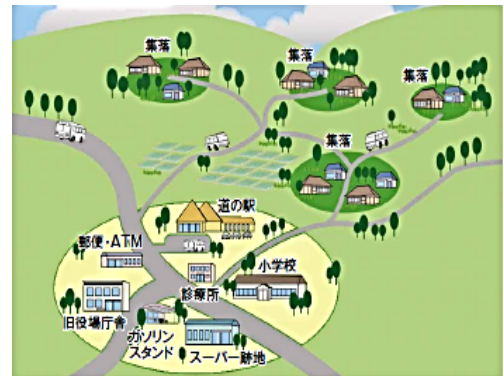 集落
集落
集落
集落
道の駅
郵便・ATM
診療所
小学校
旧役場庁舎
ガソリン
スタンド
スーパー跡地